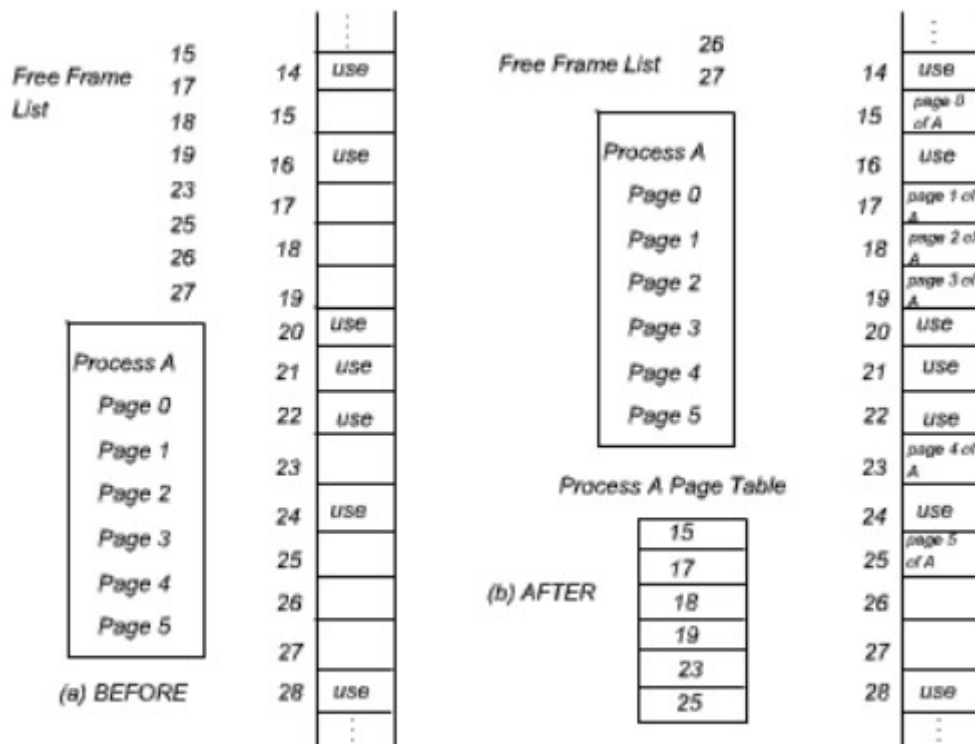 Free Frame
List
15
17
18
19
23
25
26
27
Process A
Page 0
Page 1
Page 2
Page 3
Page 4
Page 5
(a) BEFORE
14 use
15
16 use
17
18
19
20 use
21 use
22 use
23
24 use
25
26
27
28 use
Free Frame List
26
27
Process A
Page 0
Page 1
Page 2
Page 3
Page 4
Page 5
Process A Page Table
15
17
18
19
23
25
(b) AFTER
14 use
15 page 0
of A
16 use
17 page 1 of
A
18 page 2 of
A
19 page 3 of
A
20 use
21 use
22 use
23 page 4 of
A
24 use
25 page 5
of A
26
27
28 use